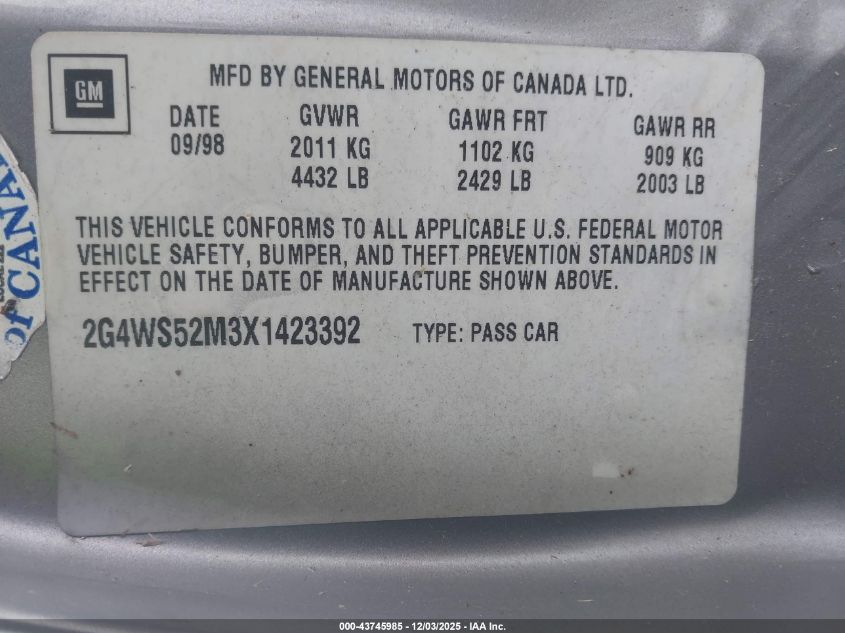 GM
MFD BY GENERAL MOTORS OF CANADA LTD.
DATE GVWR GAWR FRT GAWR RR
09/98 2011 KG 1102 KG 909 KG
4432 LB 2429 LB 2003 LB
THIS VEHICLE CONFORMS TO ALL APPLICABLE U.S. FEDERAL MOTOR
VEHICLE SAFETY, BUMPER, AND THEFT PREVENTION STANDARDS IN
EFFECT ON THE DATE OF MANUFACTURE SHOWN ABOVE.
2G4WS52M3X1423392 TYPE: PASS CAR
of CANAD
000-43745985 - 12/03/2025 - IAA Inc.